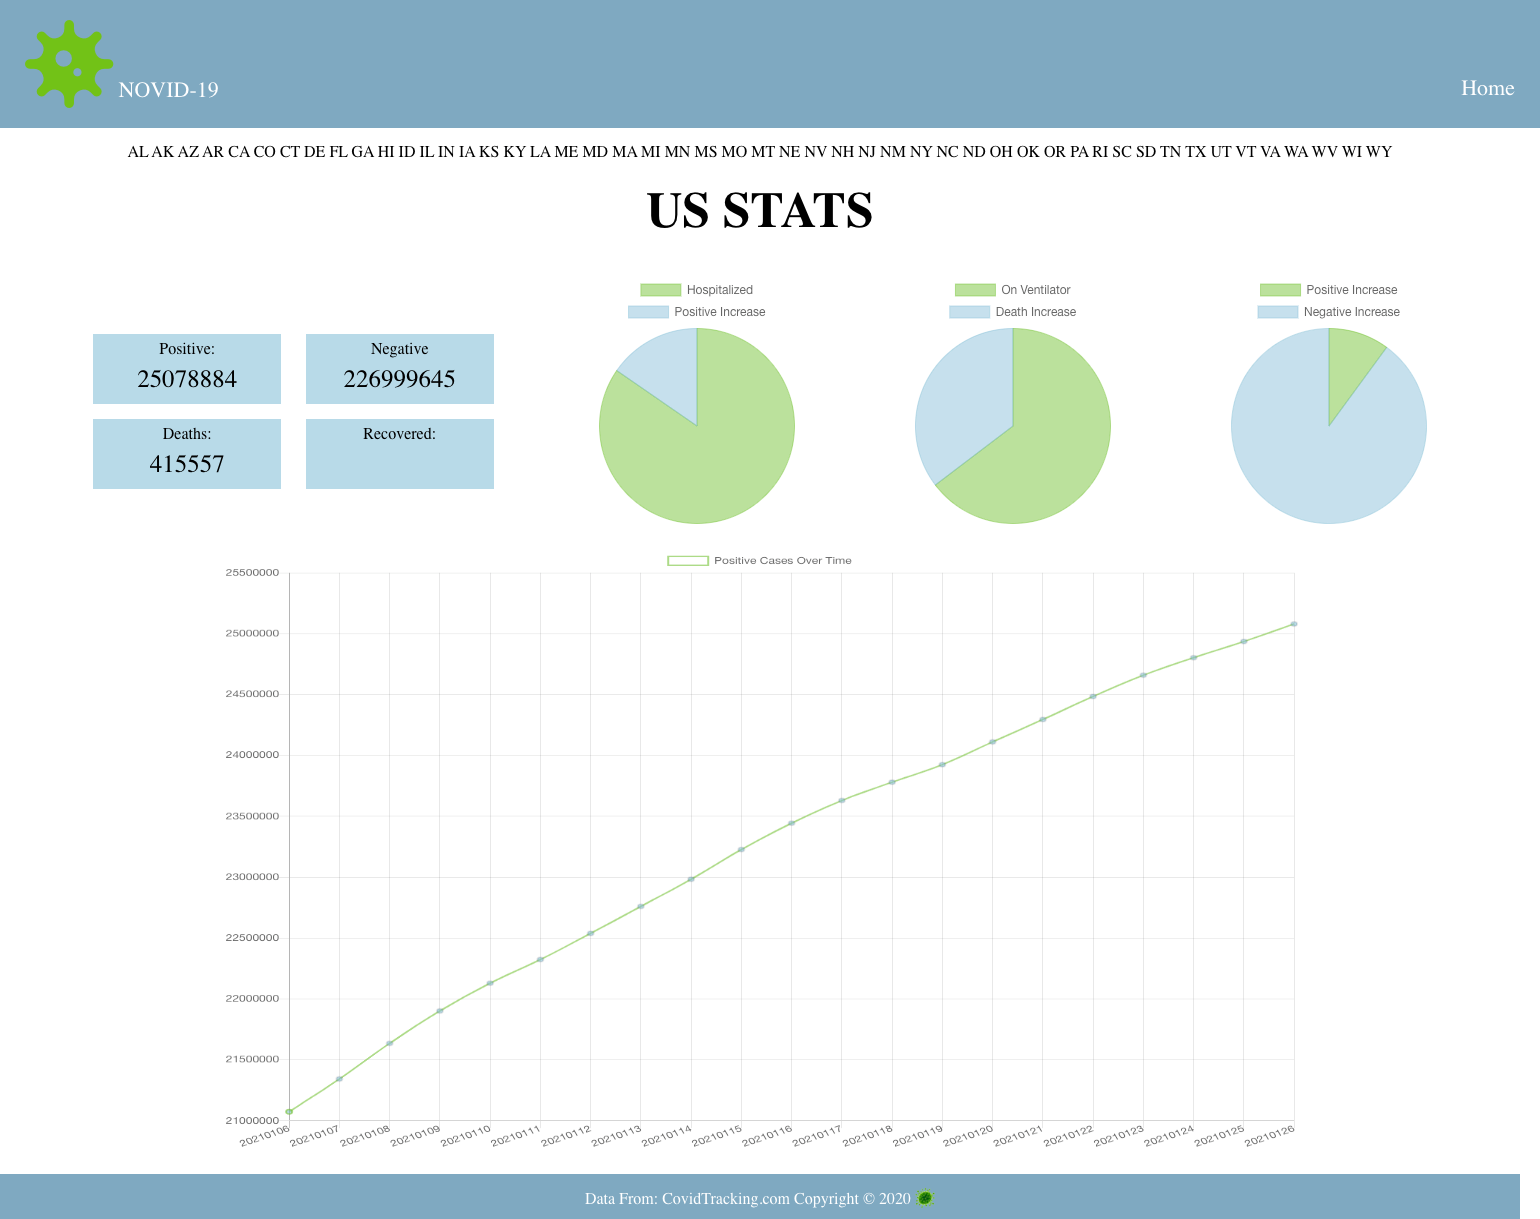 NOVID-19
Home
AL AK AZ AR CA CO CT DE FL GA HI ID IL IN IA KS KY LA ME MD MA MI MN MS MO MT NE NV NH NJ NM NY NC ND OH OK OR PA RI SC SD TN TX UT VT VA WA WV WI WY
US STATS
Positive:
25078884
Negative
226999645
Deaths:
415557
Recovered:
Hospitalized
Positive Increase
On Ventilator
Death Increase
Positive Increase
Negative Increase
Positive Cases Over Time
25500000
25000000
24500000
24000000
23500000
23000000
22500000
22000000
21500000
21000000
20210106
20210107
20210108
20210109
20210110
20210111
20210112
20210113
20210114
20210115
20210116
20210117
20210118
20210119
20210120
20210121
20210122
20210123
20210124
20210125
20210126
Data From: CovidTracking.com Copyright © 2020